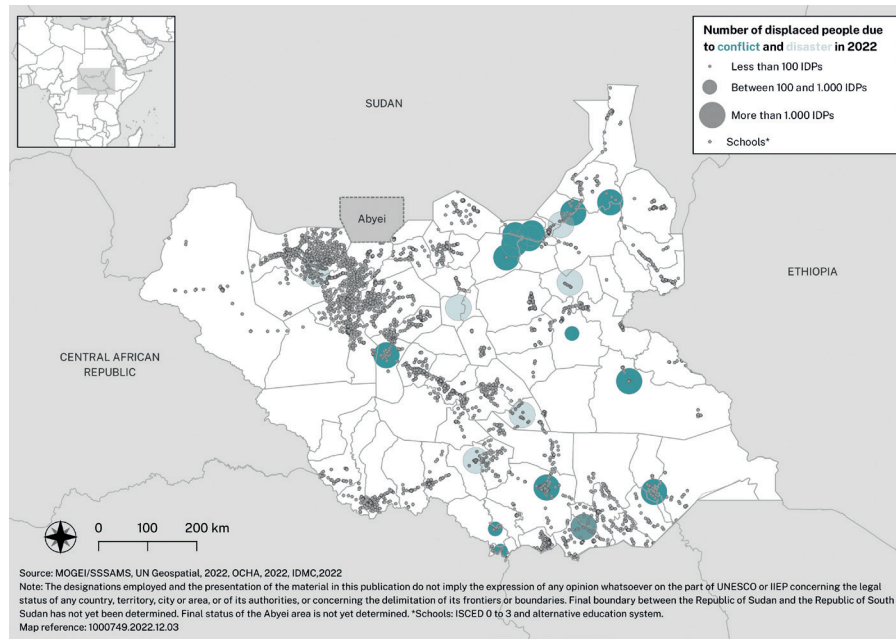 Number of displaced people due
to conflict and disaster in 2022
Less than 100 IDPs
Between 100 and 1.000 IDPs
More than 1.000 IDPs
Schools*
SUDAN
Abyei
ETHIOPIA
CENTRAL AFRICAN
REPUBLIC
0 100 200 km
Source: MOGEI/SSSAMS, UN Geospatial, 2022, OCHA, 2022, IDMC,2022
Note: The designations employed and the presentation of the material in this publication do not imply the expression of any opinion whatsoever on the part of UNESCO or IIEP concerning the legal
status of any country, territory, city or area, or of its authorities, or concerning the delimitation of its frontiers or boundaries. Final boundary between the Republic of Sudan and the Republic of South
Sudan has not yet been determined. Final status of the Abyei area is not yet determined. *Schools: ISCED 0 to 3 and alternative education system.
Map reference: 1000749.2022.12.03